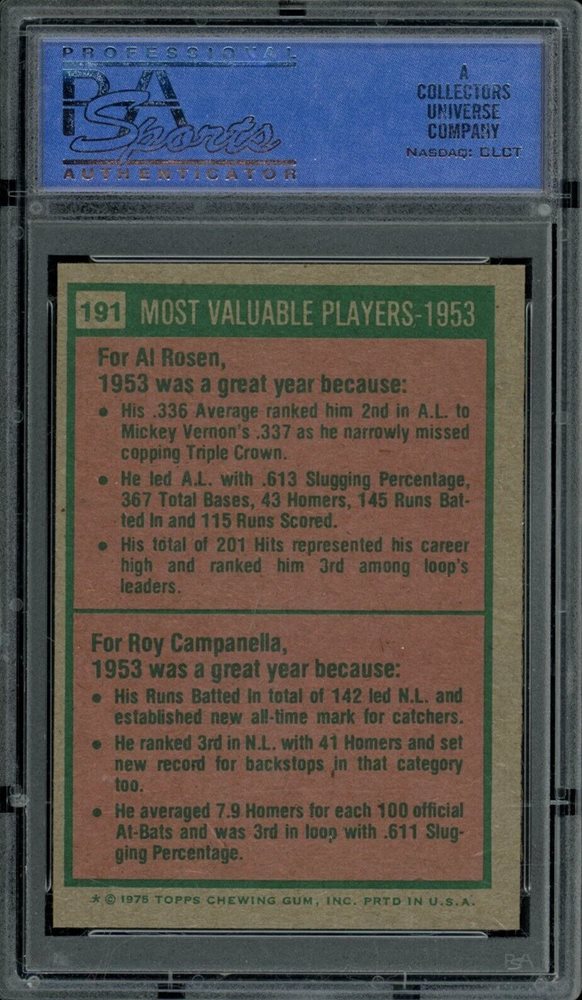 PROFESSIONAL
PSA
Sports
AUTHENTICATOR
A
COLLECTORS
UNIVERSE
COMPANY
NASDAQ: CLCT
191 MOST VALUABLE PLAYERS-1953
For Al Rosen,
1953 was a great year because:
• His .336 Average ranked him 2nd in A.L. to
Mickey Vernon's .337 as he narrowly missed
copping Triple Crown.
• He led A.L. with .613 Slugging Percentage,
367 Total Bases, 43 Homers, 145 Runs Bat-
ted In and 115 Runs Scored.
• His total of 201 Hits represented his career
high and ranked him 3rd among loop's
leaders.
For Roy Campanella,
1953 was a great year because:
• His Runs Batted In total of 142 led N.L. and
established new all-time mark for catchers.
• He ranked 3rd in N.L. with 41 Homers and set
new record for backstops in that category
too.
• He averaged 7.9 Homers for each 100 official
At-Bats and was 3rd in loop with .611 Slug-
ging Percentage.
* © 1975 TOPPS CHEWING GUM, INC. PRTD IN U.S.A.
PSA